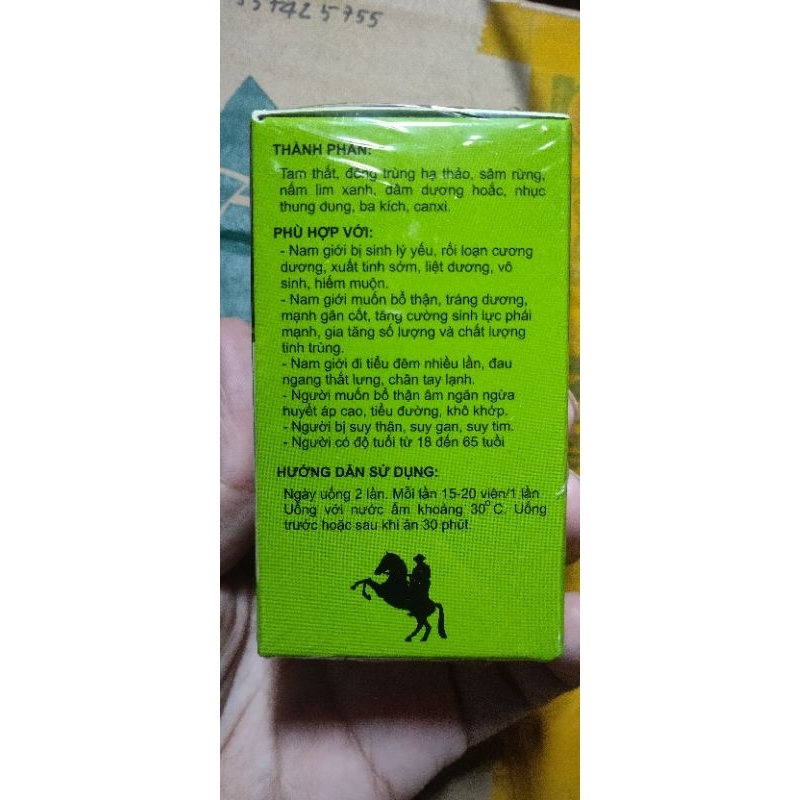 55742 5755
THÀNH PHẦN:
Tam thất, đông trùng hạ thảo, sâm rừng,
nấm lim xanh, dâm dương hoắc, nhục
thung dung, ba kích, canxi.
PHÙ HỢP VỚI:
- Nam giới bị sinh lý yếu, rối loạn cương
dương, xuất tinh sớm, liệt dương, vô
sinh, hiếm muộn.
- Nam giới muốn bổ thận, tráng dương,
mạnh gân cốt, tăng cường sinh lực phái
mạnh, gia tăng số lượng và chất lượng
tinh trùng.
- Nam giới đi tiểu đêm nhiều lần, đau
ngang thắt lưng, chân tay lạnh.
- Người muốn bổ thận âm ngăn ngừa
huyết áp cao, tiểu đường, khô khớp.
- Người bị suy thận, suy gan, suy tim.
- Người có độ tuổi từ 18 đến 65 tuổi
HƯỚNG DẪN SỬ DỤNG:
Ngày uống 2 lần. Mỗi lần 15-20 viên/1 lần
Uống với nước ấm khoảng 30°C. Uống
trước hoặc sau khi ăn 30 phút.